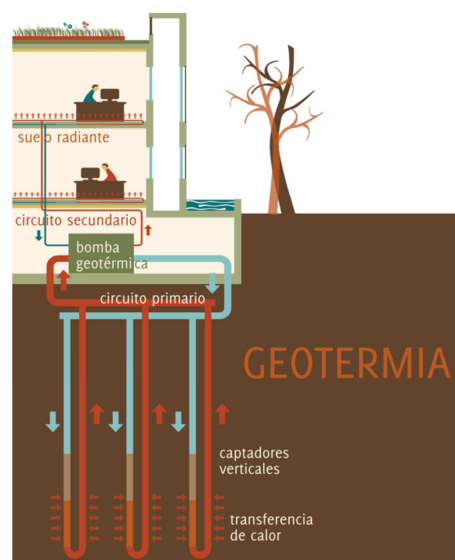 suelo radiante
circuito secundario
bomba
geotérmica
circuito primario
GEOTERMIA
captadores
verticales
transferencia
de calor